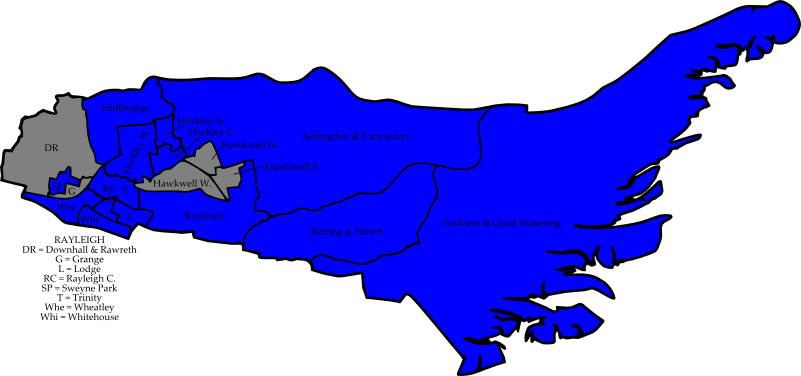 Hullbridge
Hockley N.
Hockley C.
Hockley W.
Ashingdon & Canewdon
Hawkwell N.
DR
Hawkwell S.
Hawkwell W.
SP
G
RC
T
Whe
Whi
L
Rochford
Foulness & Great Wakering
Barling & Sutton
RAYLEIGH
DR = Downhall & Rawreth
G = Grange
L = Lodge
RC = Rayleigh C.
SP = Sweyne Park
T = Trinity
Whe = Wheatley
Whi = Whitehouse